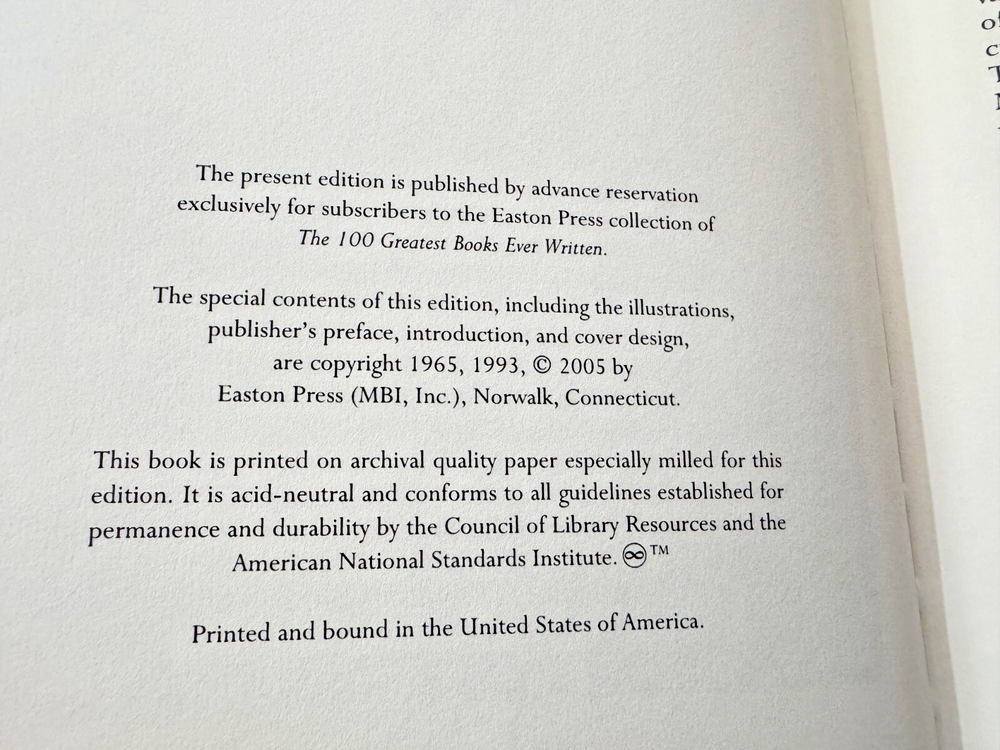 The present edition is published by advance reservation
exclusively for subscribers to the Easton Press collection of
The 100 Greatest Books Ever Written.
The special contents of this edition, including the illustrations,
publisher's preface, introduction, and cover design,
are copyright 1965, 1993, © 2005 by
Easton Press (MBI, Inc.), Norwalk, Connecticut.
This book is printed on archival quality paper especially milled for this
edition. It is acid-neutral and conforms to all guidelines established for
permanence and durability by the Council of Library Resources and the
American National Standards Institute. ♾™
Printed and bound in the United States of America.